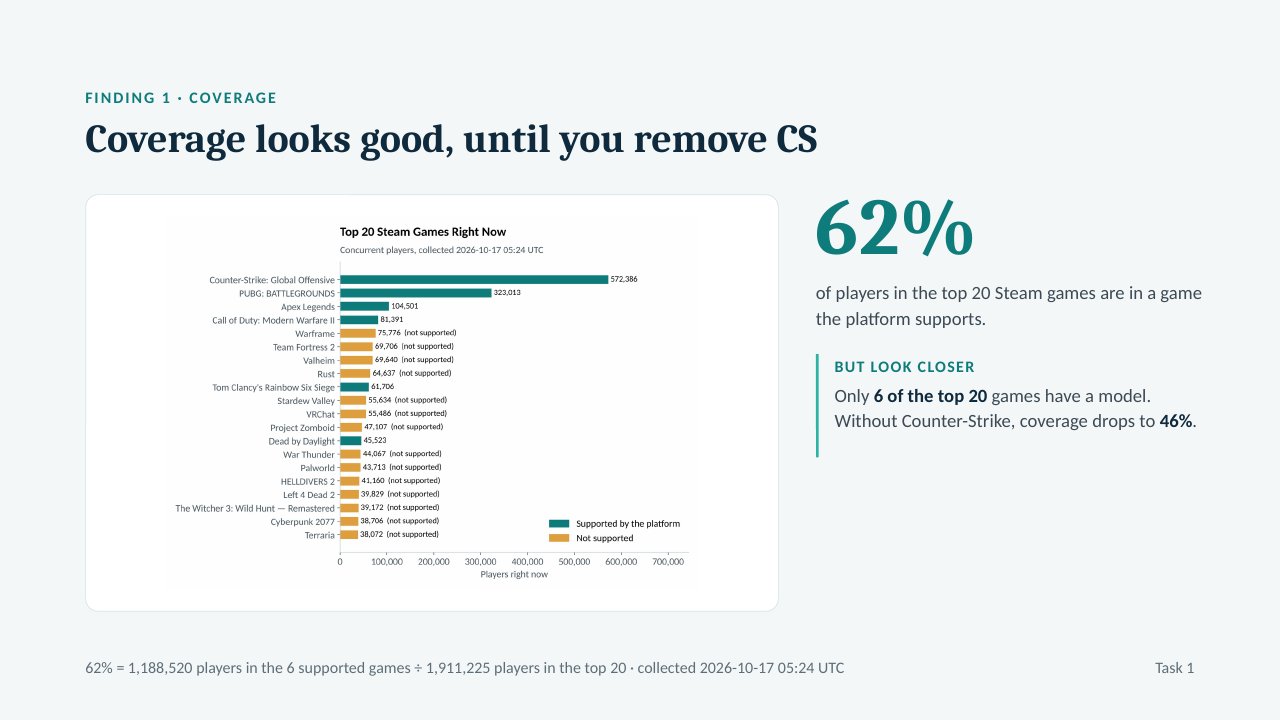 FINDING 1 · COVERAGE
Coverage looks good, until you remove CS
Top 20 Steam Games Right Now
Concurrent players, collected 2026-10-17 05:24 UTC
Counter-Strike: Global Offensive 572,386
PUBG: BATTLEGROUNDS 323,013
Apex Legends 104,501
Call of Duty: Modern Warfare II 81,391
Warframe 75,776 (not supported)
Team Fortress 2 69,706 (not supported)
Valheim 69,640 (not supported)
Rust 64,637 (not supported)
Tom Clancy's Rainbow Six Siege 61,706
Stardew Valley 55,634 (not supported)
VRChat 55,486 (not supported)
Project Zomboid 47,107 (not supported)
Dead by Daylight 45,523
War Thunder 44,067 (not supported)
Palworld 43,713 (not supported)
HELLDIVERS 2 41,160 (not supported)
Left 4 Dead 2 39,829 (not supported)
The Witcher 3: Wild Hunt — Remastered 39,172 (not supported)
Cyberpunk 2077 38,706 (not supported)
Terraria 38,072 (not supported)
Supported by the platform
Not supported
0 100,000 200,000 300,000 400,000 500,000 600,000 700,000
Players right now
62%
of players in the top 20 Steam games are in a game
the platform supports.
BUT LOOK CLOSER
Only 6 of the top 20 games have a model.
Without Counter-Strike, coverage drops to 46%.
62% = 1,188,520 players in the 6 supported games ÷ 1,911,225 players in the top 20 · collected 2026-10-17 05:24 UTC
Task 1